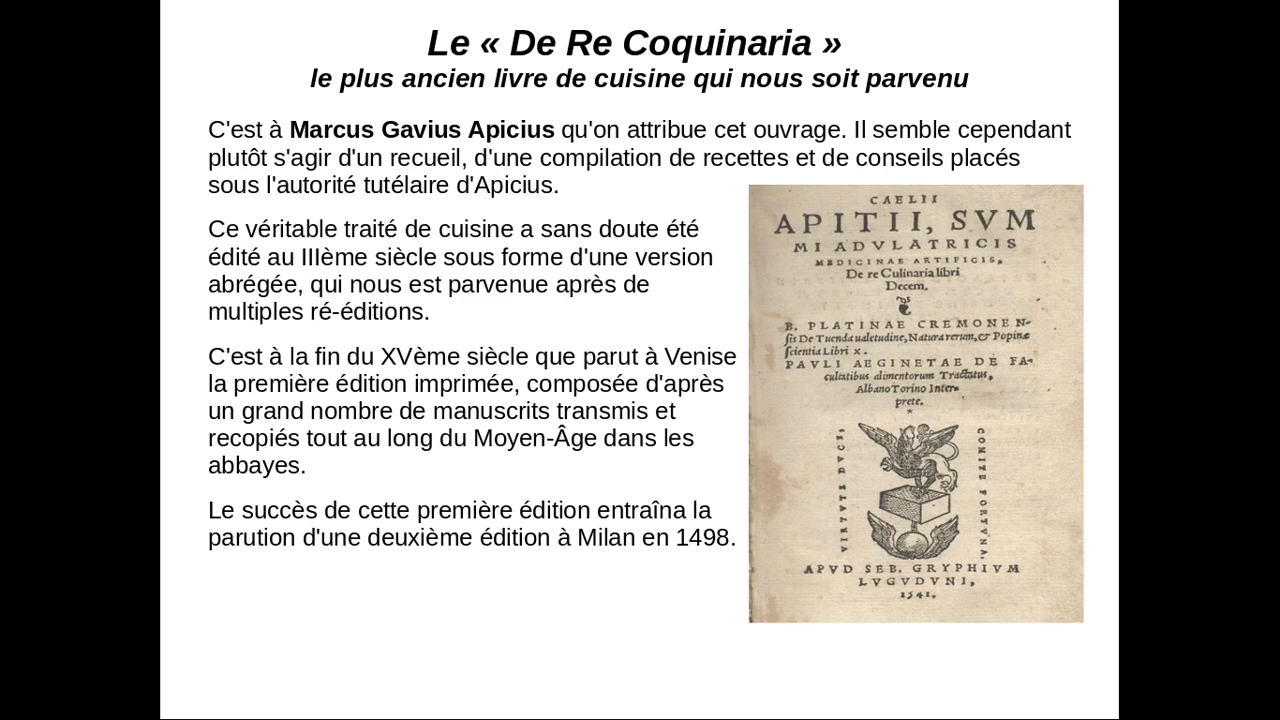 Le « De Re Coquinaria »
le plus ancien livre de cuisine qui nous soit parvenu
C'est à Marcus Gavius Apicius qu'on attribue cet ouvrage. Il semble cependant
plutôt s'agir d'un recueil, d'une compilation de recettes et de conseils placés
sous l'autorité tutélaire d'Apicius.
Ce véritable traité de cuisine a sans doute été
édité au IIIème siècle sous forme d'une version
abrégée, qui nous est parvenue après de
multiples ré-éditions.
C'est à la fin du XVème siècle que parut à Venise
la première édition imprimée, composée d'après
un grand nombre de manuscrits transmis et
recopiés tout au long du Moyen-Âge dans les
abbayes.
Le succès de cette première édition entraîna la
parution d'une deuxième édition à Milan en 1498.
CAELII
APITII, SVM
MI ADVLATRICIS
MEDICINAE ARTIFICIS,
De re Culinaria libri
Decem.
B. PLATINAE CREMONEN-
sis De Tuenda ualetudine, Natura rerum, & Popinæ
scientia Libri x.
PAVLI AEGINETAE DE FA-
cultatibus alimentorum Tractatus,
Albano Torino Inter-
prete.
VIRTVTE DVCE,
COMITE FORTVNA.
APVD SEB. GRYPHIVM
LVGVDVNI,
1541.